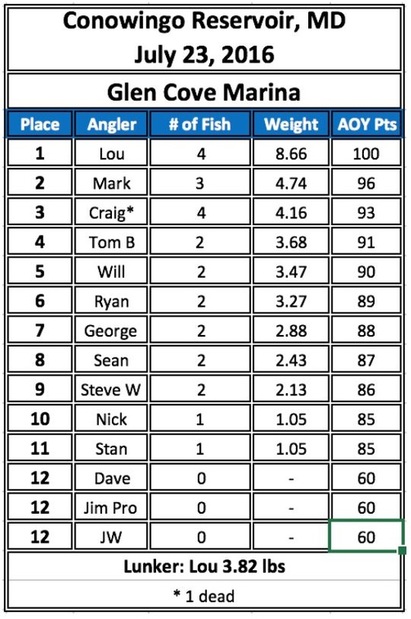 Conowingo Reservoir, MD
July 23, 2016
Glen Cove Marina
Place Angler # of Fish Weight AOY Pts
1 Lou 4 8.66 100
2 Mark 3 4.74 96
3 Craig* 4 4.16 93
4 Tom B 2 3.68 91
5 Will 2 3.47 90
6 Ryan 2 3.27 89
7 George 2 2.88 88
8 Sean 2 2.43 87
9 Steve W 2 2.13 86
10 Nick 1 1.05 85
11 Stan 1 1.05 85
12 Dave 0 - 60
12 Jim Pro 0 - 60
12 JW 0 - 60
Lunker: Lou 3.82 lbs
* 1 dead